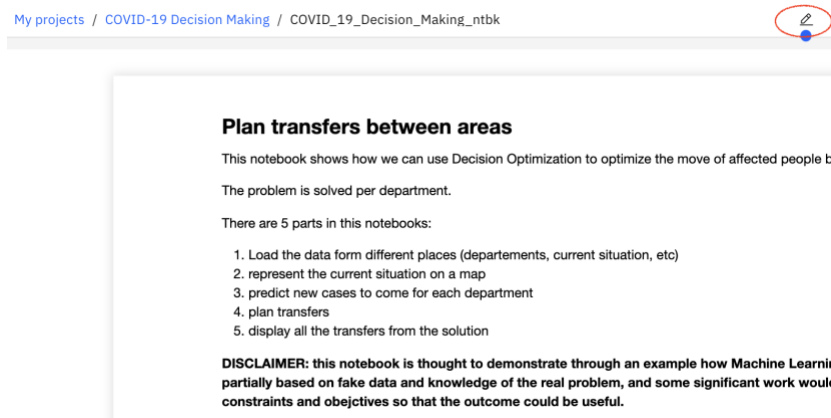 My projects / COVID-19 Decision Making / COVID_19_Decision_Making_ntbk
Plan transfers between areas
This notebook shows how we can use Decision Optimization to optimize the move of affected people
The problem is solved per department.
There are 5 parts in this notebooks:
1. Load the data form different places (departements, current situation, etc)
2. represent the current situation on a map
3. predict new cases to come for each department
4. plan transfers
5. display all the transfers from the solution
DISCLAIMER: this notebook is thought to demonstrate through an example how Machine
partially based on fake data and knowledge of the real problem, and some significant work
constraints and obejctives so that the outcome could be useful.